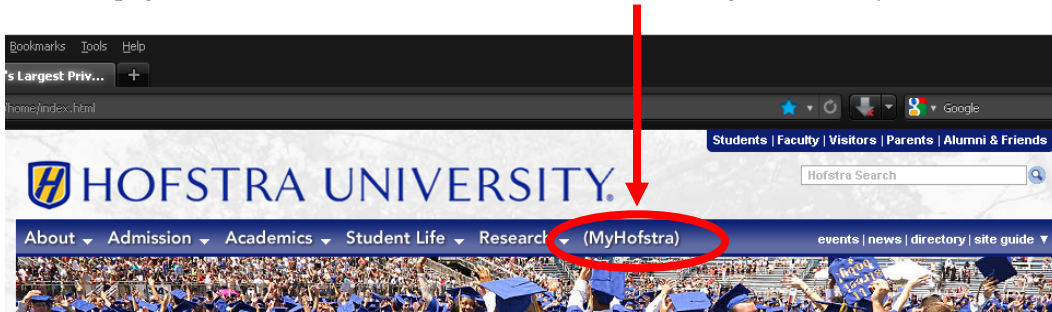 Bookmarks Tools Help
's Largest Priv... +
/home/index.html Google
Students | Faculty | Visitors | Parents | Alumni & Friends
HOFSTRA UNIVERSITY®
Hofstra Search
About Admission Academics Student Life Research (MyHofstra) events | news | directory | site guide